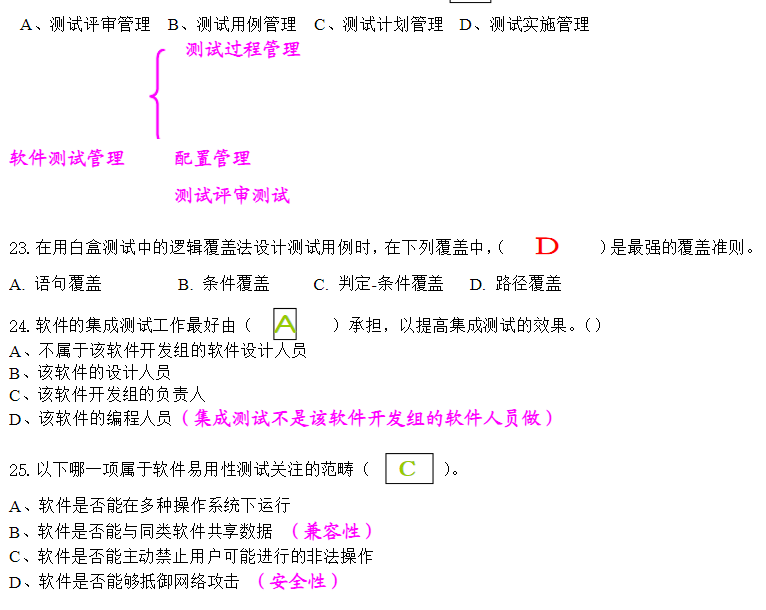 A、测试评审管理 B、测试用例管理 C、测试计划管理 D、测试实施管理
测试过程管理
软件测试管理 配置管理
测试评审测试
23. 在用白盒测试中的逻辑覆盖法设计测试用例时，在下列覆盖中，（ D ）是最强的覆盖准则。
A. 语句覆盖 B. 条件覆盖 C. 判定-条件覆盖 D. 路径覆盖
24. 软件的集成测试工作最好由（ A ）承担，以提高集成测试的效果。（）
A、不属于该软件开发组的软件设计人员
B、该软件的设计人员
C、该软件开发组的负责人
D、该软件的编程人员（集成测试不是该软件开发组的软件人员做）
25. 以下哪一项属于软件易用性测试关注的范畴（ C ）。
A、软件是否能在多种操作系统下运行
B、软件是否能与同类软件共享数据 （兼容性）
C、软件是否能主动禁止用户可能进行的非法操作
D、软件是否能够抵御网络攻击 （安全性）